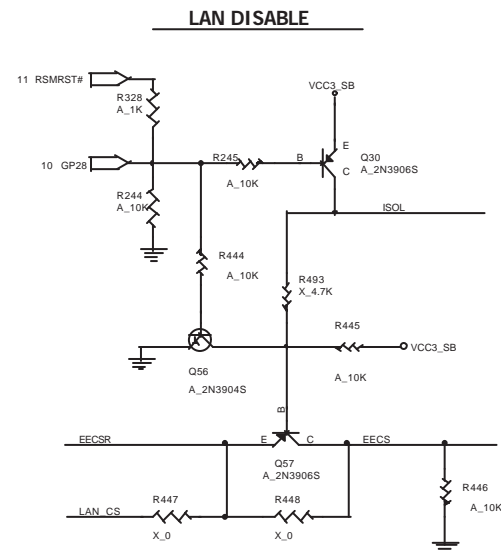 LAN DISABLE
11 RSMRST#
VCC3_SB
R328
A_1K
R245
B
E
Q30
10 GP28
C
A_2N3906S
R244
A_10K
A_10K
ISOL
R444
A_10K
R493
X_4.7K
R445
VCC3_SB
Q56
A_2N3904S
A_10K
B
EECSR
E
C
EECS
Q57
A_2N3906S
R447
R448
R446
A_10K
LAN_CS
X_0
X_0